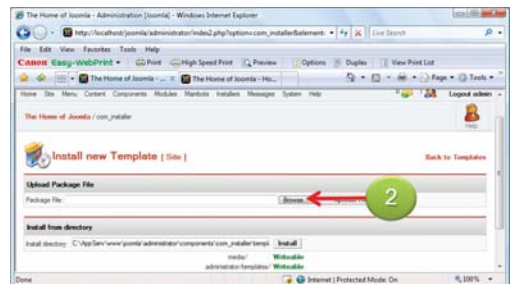 The Home of Joomla - Administration [Joomla] - Windows Internet Explorer
http://localhost/joomla/administrator/index2.php?option=com_installer&element=
Live Search
File Edit View Favorites Tools Help
Canon Easy-WebPrint Print High Speed Print Preview Options Duplex View Print List
The Home of Joomla - ... The Home of Joomla - Ho... Page Tools
Home Site Menu Content Components Modules Mambots Installers Messages System Help Logout admin
The Home of Joomla / com_installer
Help
Install new Template [ Site ]
Back to Templates
Upload Package File
Package File:
Browse...
2
Install from directory
Install directory: C:\AppServ\www\joomla\administrator\components\com_installer\templ
Install
media/ Writeable
administrator/templates/ Writeable
Done
Internet | Protected Mode: On
100%